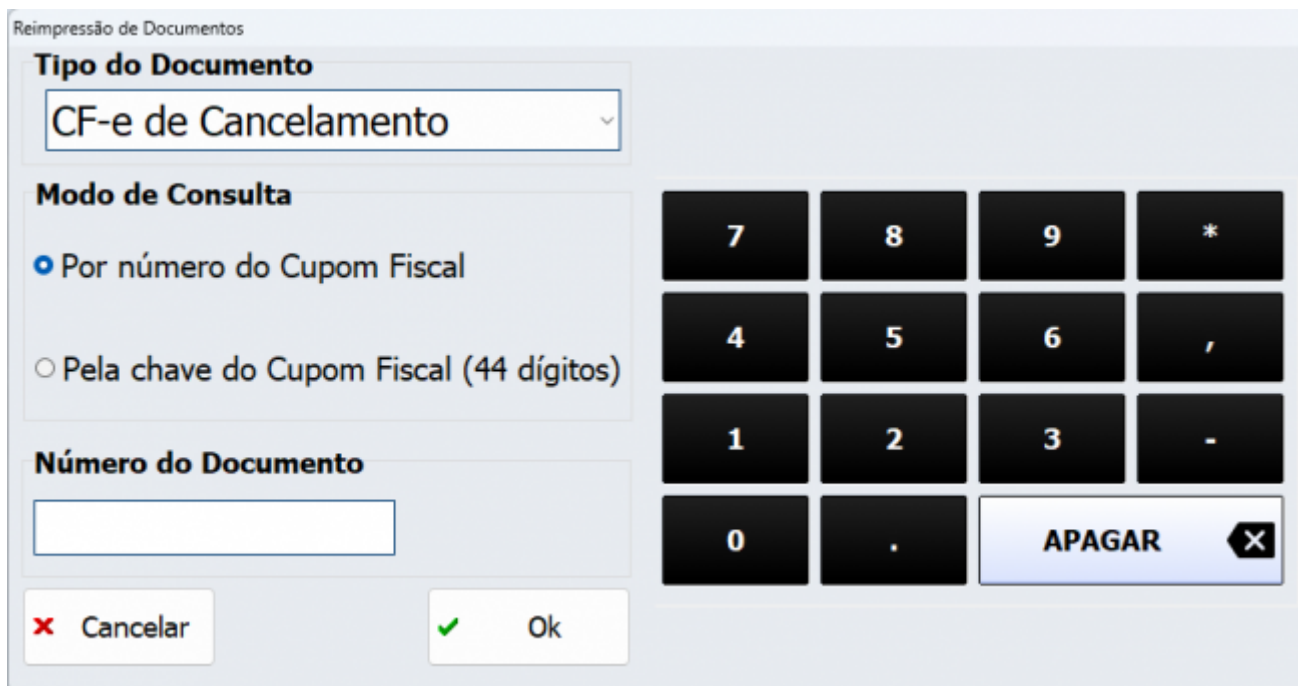 Reimpressão de Documentos
Tipo do Documento
CF-e de Cancelamento
Modo de Consulta
Por número do Cupom Fiscal
Pela chave do Cupom Fiscal (44 dígitos)
Número do Documento
Cancelar
Ok
7 8 9 *
4 5 6 ,
1 2 3 -
0 . APAGAR